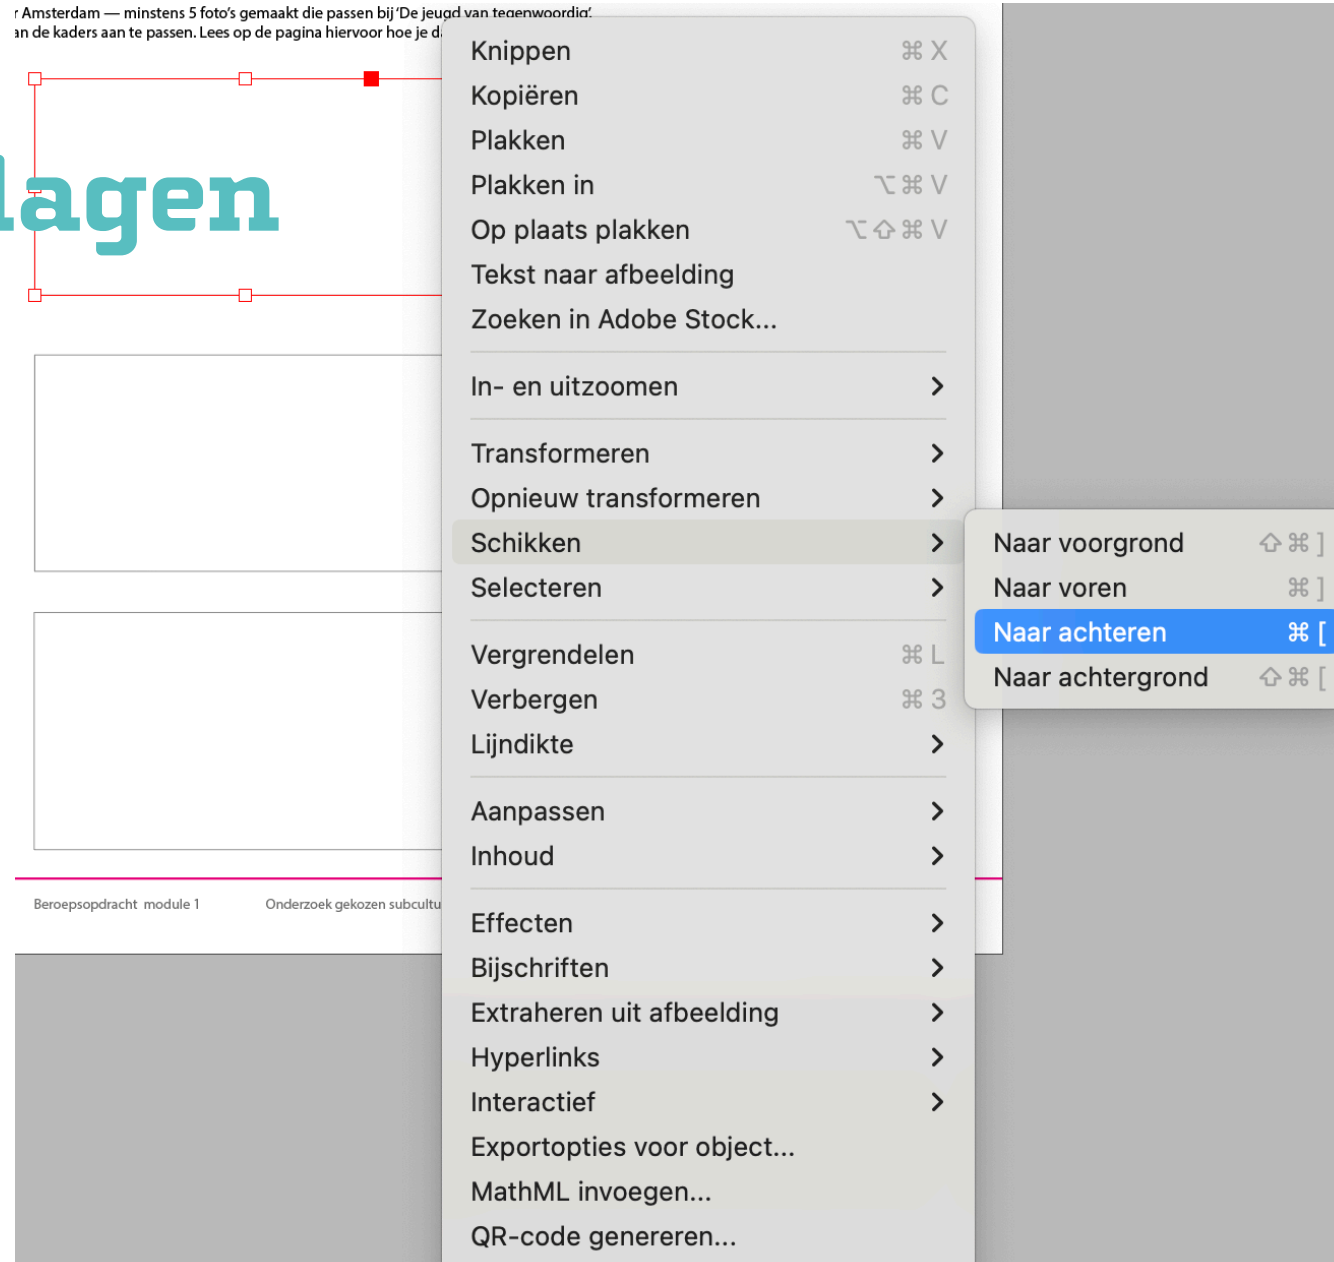 r Amsterdam — minstens 5 foto's gemaakt die passen bij 'De jeugd van tegenwoordig'.
an de kaders aan te passen. Lees op de pagina hiervoor hoe je d
lagen
Beroepsopdracht module 1
Onderzoek gekozen subcultu
Knippen ⌘ X
Kopiëren ⌘ C
Plakken ⌘ V
Plakken in ⌥ ⌘ V
Op plaats plakken ⌥ ⇧ ⌘ V
Tekst naar afbeelding
Zoeken in Adobe Stock...
In- en uitzoomen
Transformeren
Opnieuw transformeren
Schikken
Selecteren
Vergrendelen ⌘ L
Verbergen ⌘ 3
Lijndikte
Aanpassen
Inhoud
Effecten
Bijschriften
Extraheren uit afbeelding
Hyperlinks
Interactief
Exportopties voor object...
MathML invoegen...
QR-code genereren...
Naar voorgrond ⇧ ⌘ ]
Naar voren ⌘ ]
Naar achteren ⌘ [
Naar achtergrond ⇧ ⌘ [